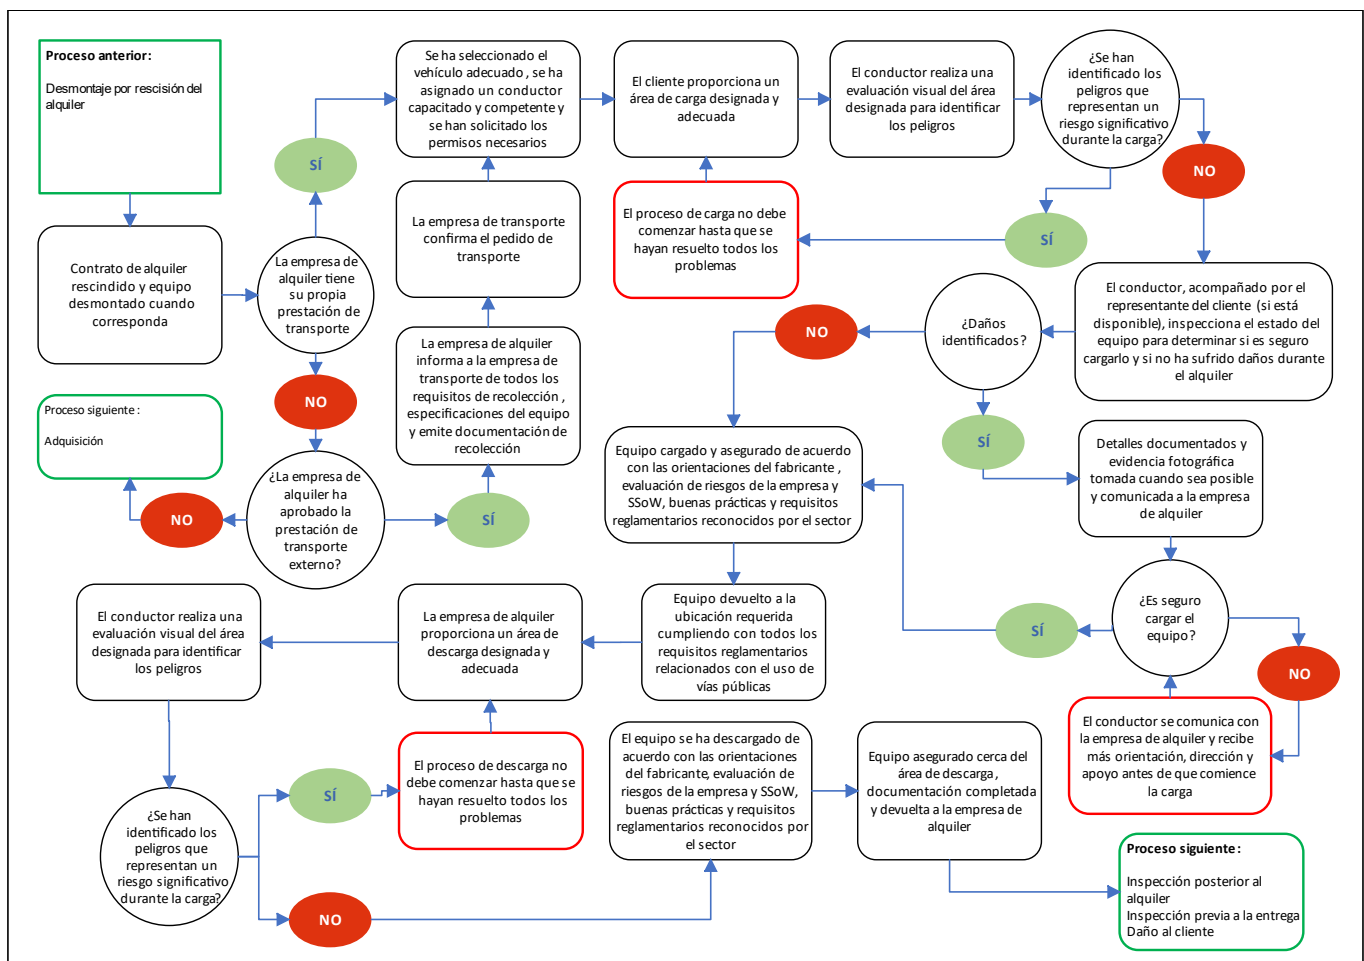 Proceso anterior:
Desmontaje por rescisión del
alquiler
Contrato de alquiler
rescindido y equipo
desmontado cuando
corresponda
La empresa de
alquiler tiene
su propia
prestación de
transporte
SÍ
NO
Se ha seleccionado el
vehículo adecuado, se ha
asignado un conductor
capacitado y competente y
se han solicitado los
permisos necesarios
El cliente proporciona un
área de carga designada y
adecuada
El conductor realiza una
evaluación visual del área
designada para identificar
los peligros
¿Se han
identificado los
peligros que
representan un
riesgo significativo
durante la carga?
NO
SÍ
El proceso de carga no debe
comenzar hasta que se
hayan resuelto todos los
problemas
La empresa de transporte
confirma el pedido de
transporte
La empresa de alquiler
informa a la empresa de
transporte de todos los
requisitos de recolección,
especificaciones del equipo
y emite documentación de
recolección
Proceso siguiente:
Adquisición
¿La empresa de
alquiler ha
aprobado la
prestación de
transporte
externo?
NO
SÍ
El conductor, acompañado por el
representante del cliente (si está
disponible), inspecciona el estado del
equipo para determinar si es seguro
cargarlo y si no ha sufrido daños durante
el alquiler
¿Daños
identificados?
NO
SÍ
Detalles documentados y
evidencia fotográfica
tomada cuando sea posible
y comunicada a la empresa
de alquiler
Equipo cargado y asegurado de acuerdo
con las orientaciones del fabricante,
evaluación de riesgos de la empresa y
SSoW, buenas prácticas y requisitos
reglamentarios reconocidos por el sector
¿Es seguro
cargar el
equipo?
SÍ
NO
El conductor se comunica con
la empresa de alquiler y recibe
más orientación, dirección y
apoyo antes de que comience
la carga
Equipo devuelto a la
ubicación requerida
cumpliendo con todos los
requisitos reglamentarios
relacionados con el uso de
vías públicas
La empresa de alquiler
proporciona un área de
descarga designada y
adecuada
El conductor realiza una
evaluación visual del área
designada para identificar
los peligros
¿Se han
identificado los
peligros que
representan un
riesgo significativo
durante la carga?
SÍ
NO
El proceso de descarga no
debe comenzar hasta que se
hayan resuelto todos los
problemas
El equipo se ha descargado de
acuerdo con las orientaciones
del fabricante, evaluación de
riesgos de la empresa y SSoW,
buenas prácticas y requisitos
reglamentarios reconocidos por
el sector
Equipo asegurado cerca del
área de descarga,
documentación completada
y devuelta a la empresa de
alquiler
Proceso siguiente:
Inspección posterior al
alquiler
Inspección previa a la entrega
Daño al cliente